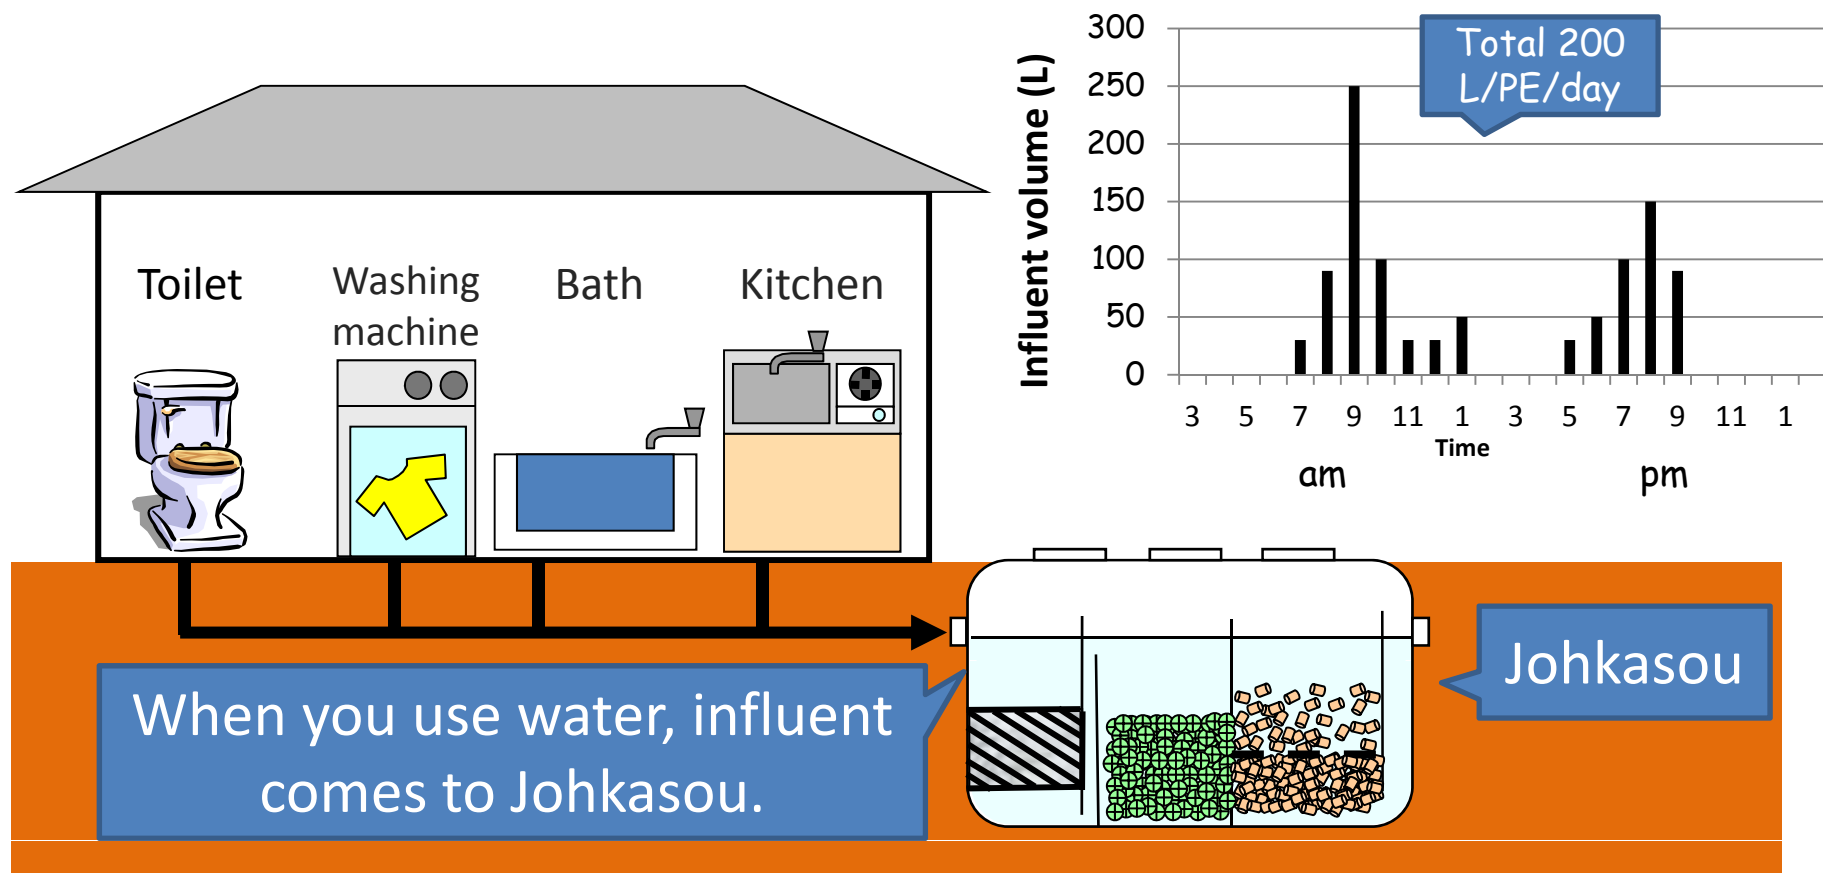 Toilet
Washing
machine
Bath
Kitchen
Influent volume (L)
300
250
200
150
100
50
0
Total 200
L/PE/day
3 5 7 9 11 1 3 5 7 9 11 1
Time
am pm
When you use water, influent
comes to Johkasou.
Johkasou